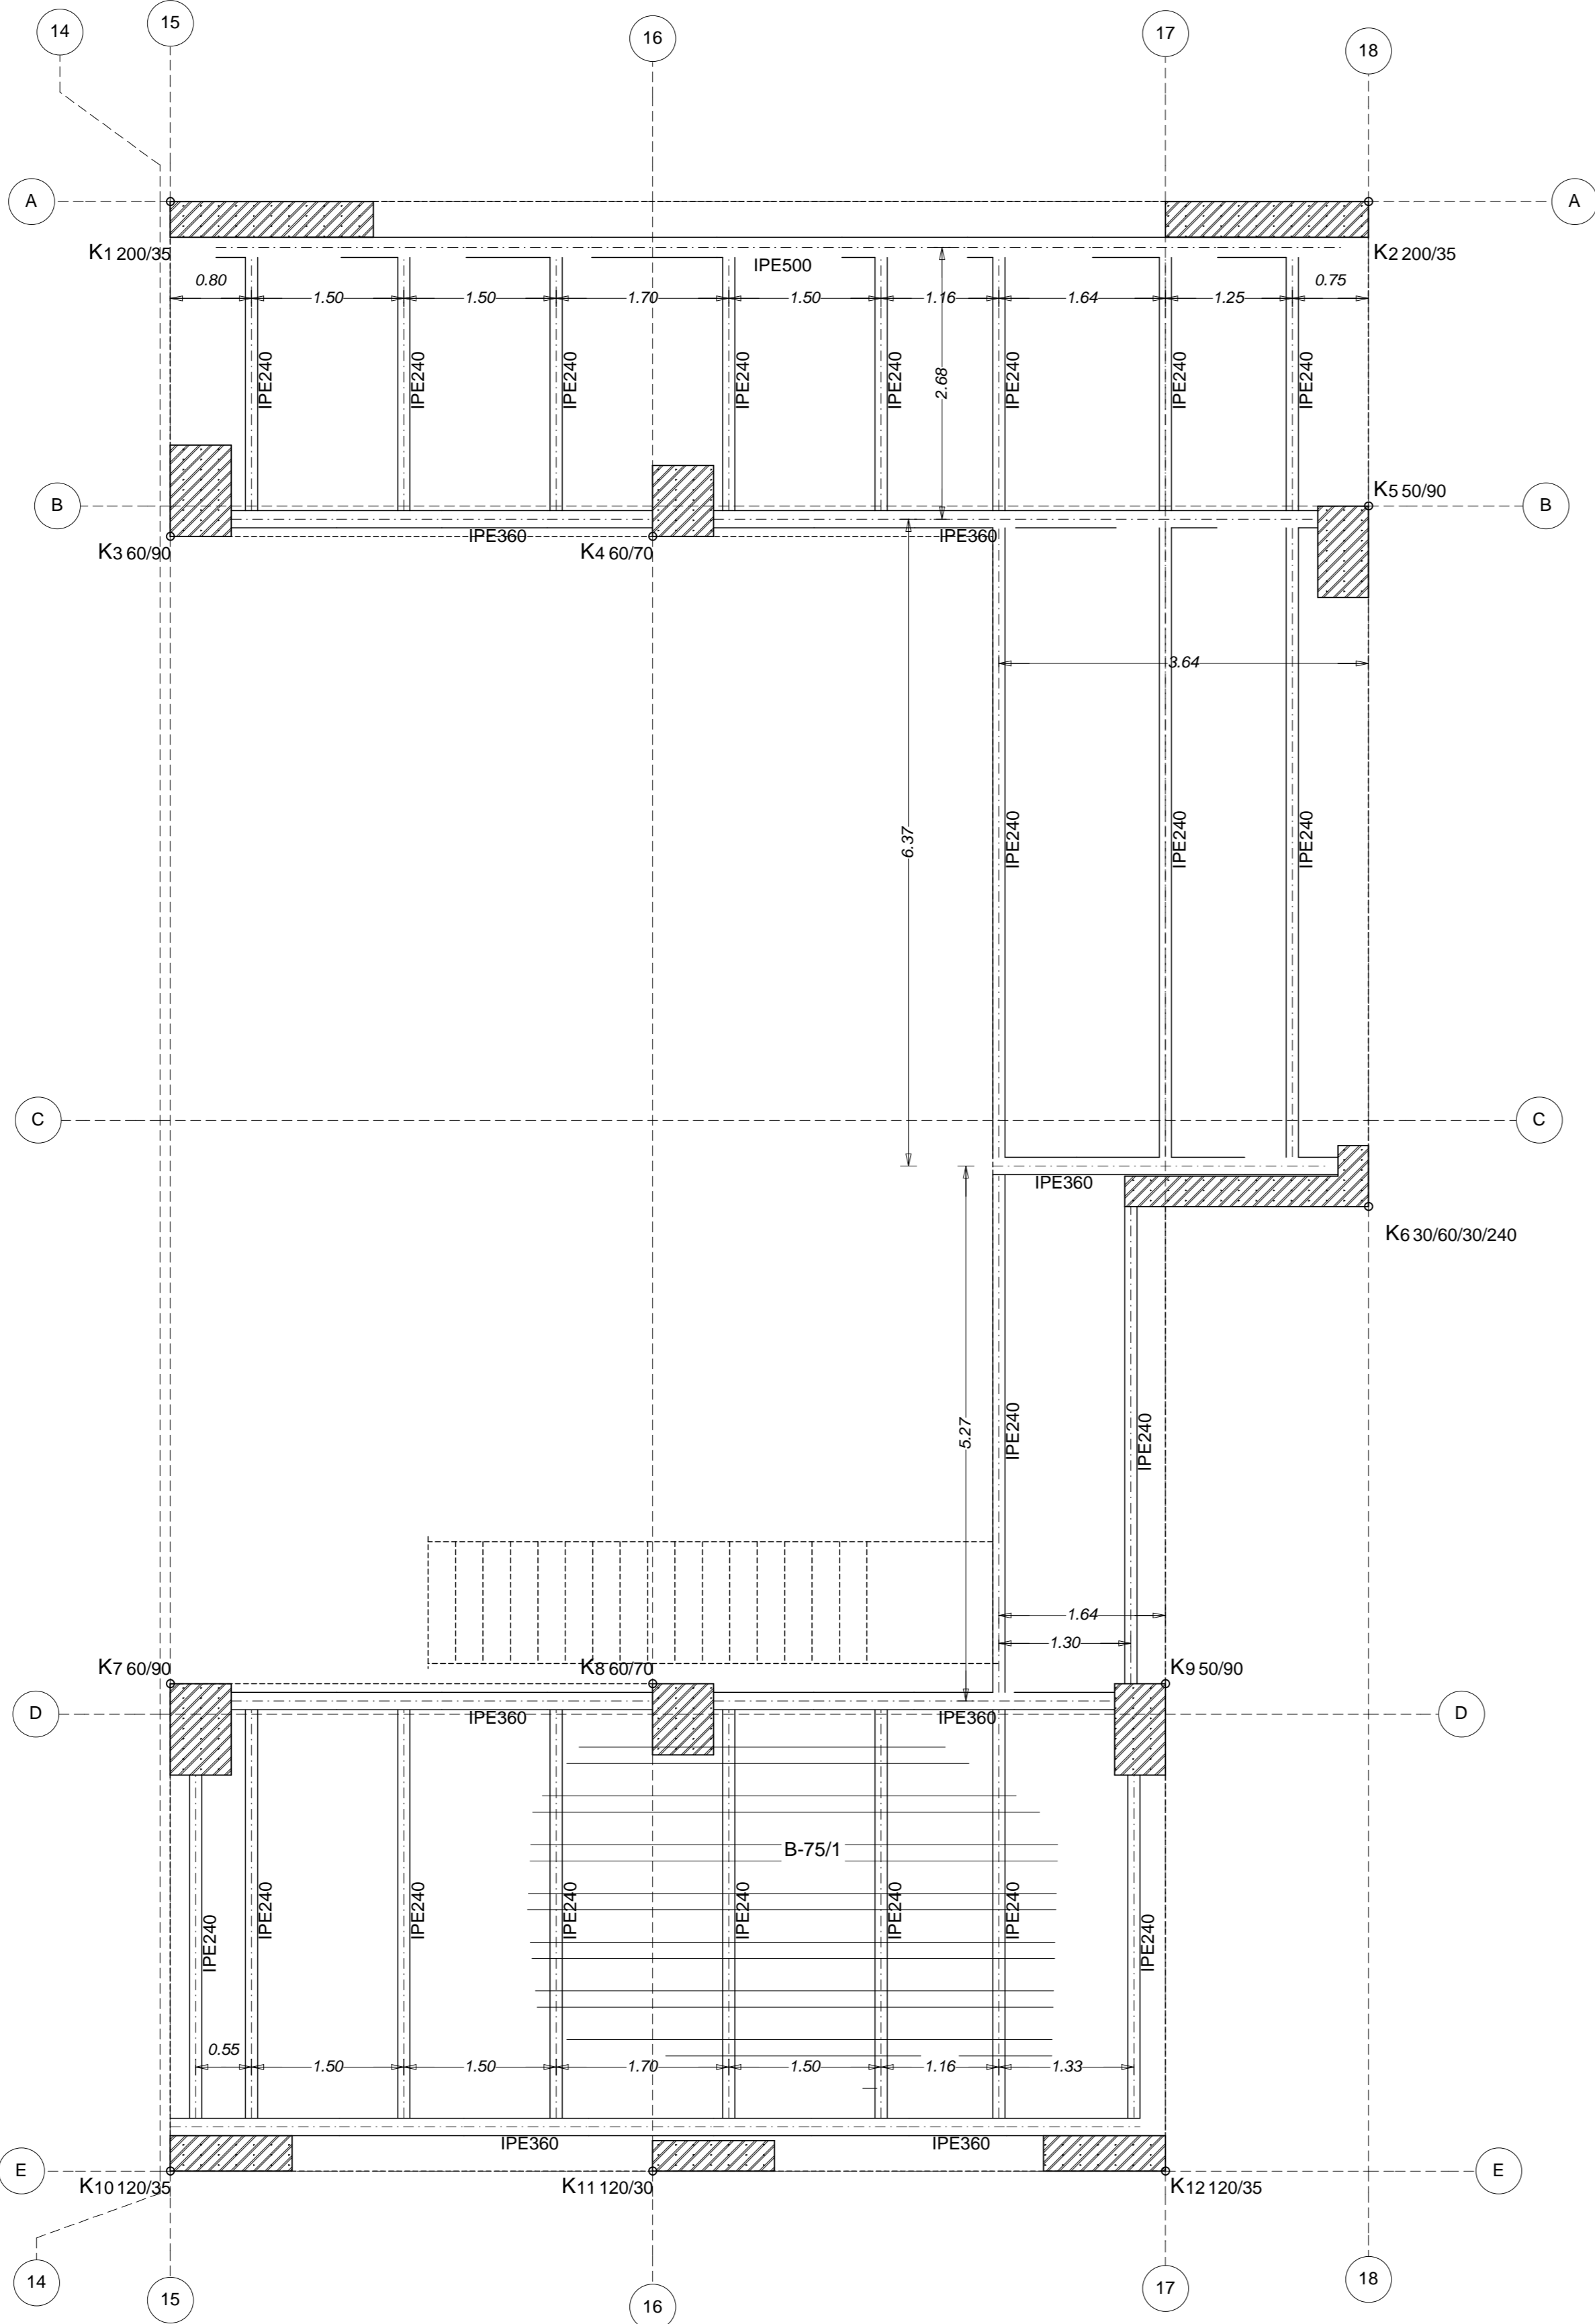 14
15
16
17
18
A
A
K1 200/35
IPE500
K2 200/35
0.80
1.50
1.50
1.70
1.50
1.16
1.64
1.25
0.75
IPE240
IPE240
IPE240
IPE240
IPE240
2.68
IPE240
IPE240
IPE240
K5 50/90
B
B
K3 60/90
IPE360
K4 60/70
IPE360
3.64
6.37
IPE240
IPE240
IPE240
C
C
IPE360
K6 30/60/30/240
5.27
IPE240
IPE240
1.64
1.30
K7 60/90
K8 60/70
K9 50/90
D
IPE360
IPE360
D
B-75/1
IPE240
IPE240
IPE240
IPE240
IPE240
IPE240
IPE240
IPE240
0.55
1.50
1.50
1.70
1.50
1.16
1.33
IPE360
IPE360
E
E
K10 120/35
K11 120/30
K12 120/35
14
15
16
17
18